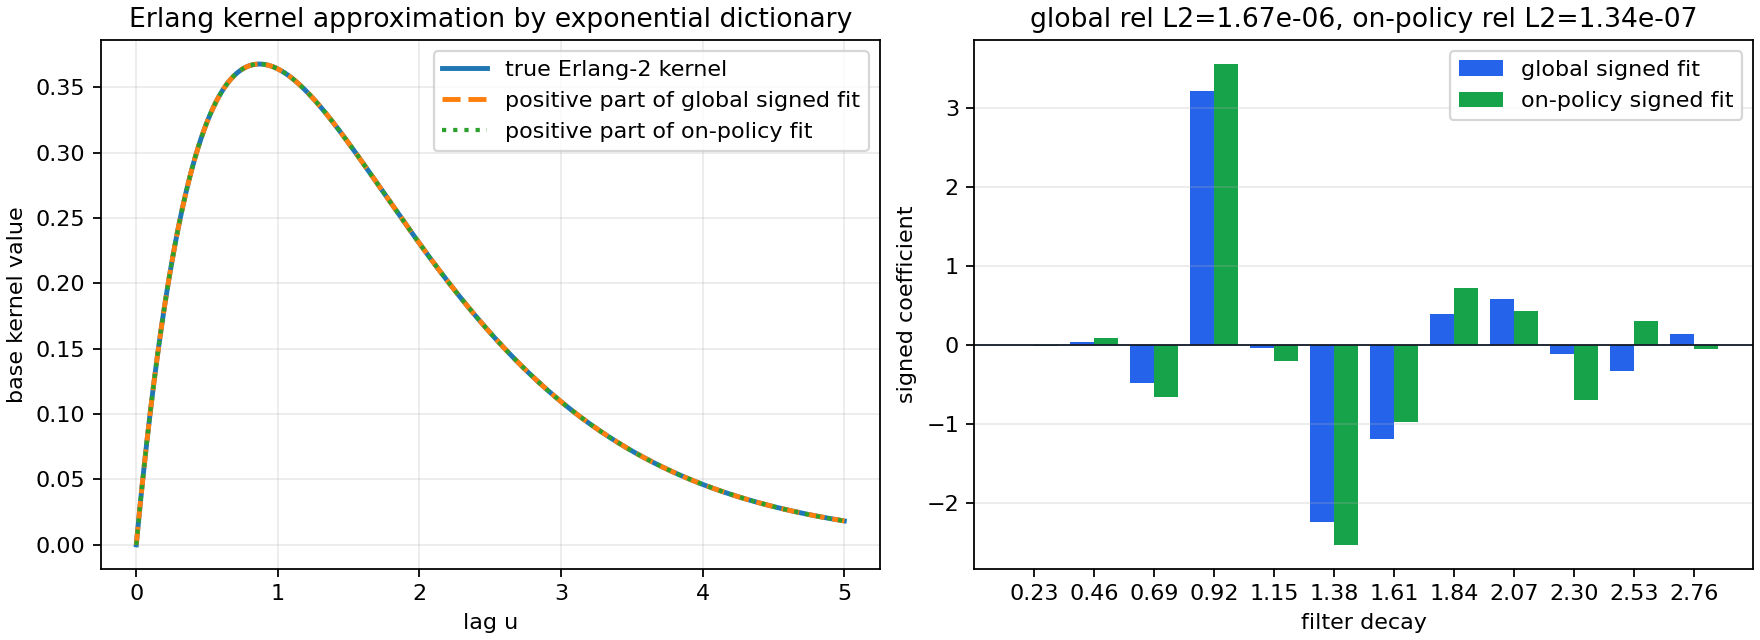 Erlang kernel approximation by exponential dictionary
base kernel value
0.35
0.30
0.25
0.20
0.15
0.10
0.05
0.00
true Erlang-2 kernel
positive part of global signed fit
positive part of on-policy fit
0 1 2 3 4 5
lag u
global rel L2=1.67e-06, on-policy rel L2=1.34e-07
signed coefficient
3
2
1
0
−1
−2
global signed fit
on-policy signed fit
0.23 0.46 0.69 0.92 1.15 1.38 1.61 1.84 2.07 2.30 2.53 2.76
filter decay